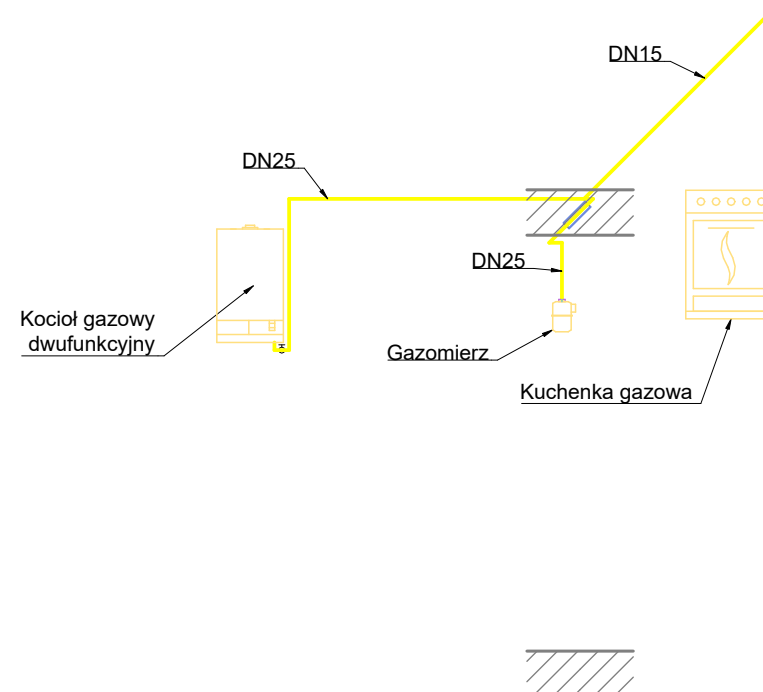 DN15
DN25
DN25
Kocioł gazowy
dwufunkcyjny
Gazomierz
Kuchenka gazowa